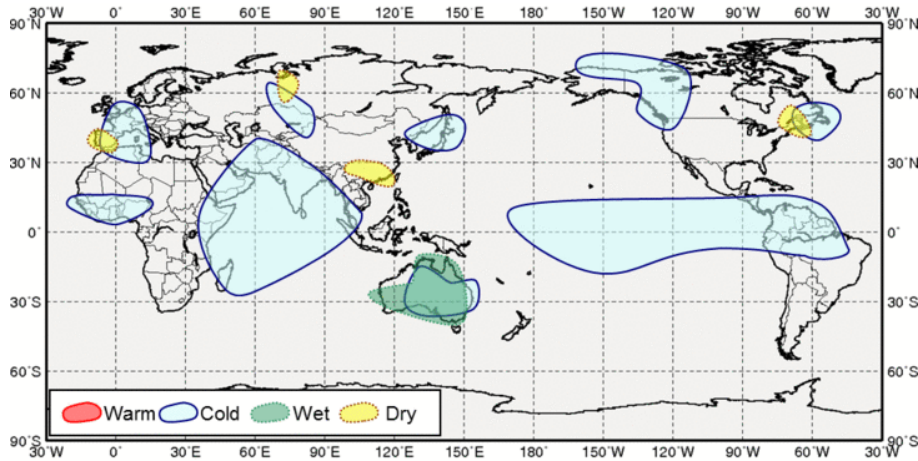 30°W 0° 30°E 60°E 90°E 120°E 150°E 180° 150°W 120°W 90°W 60°W 30°W
90°N 90°N
60°N 60°N
30°N 30°N
0° 0°
30°S 30°S
60°S 60°S
Warm Cold Wet Dry
90°S 90°S
30°W 0° 30°E 60°E 90°E 120°E 150°E 180° 150°W 120°W 90°W 60°W 30°W